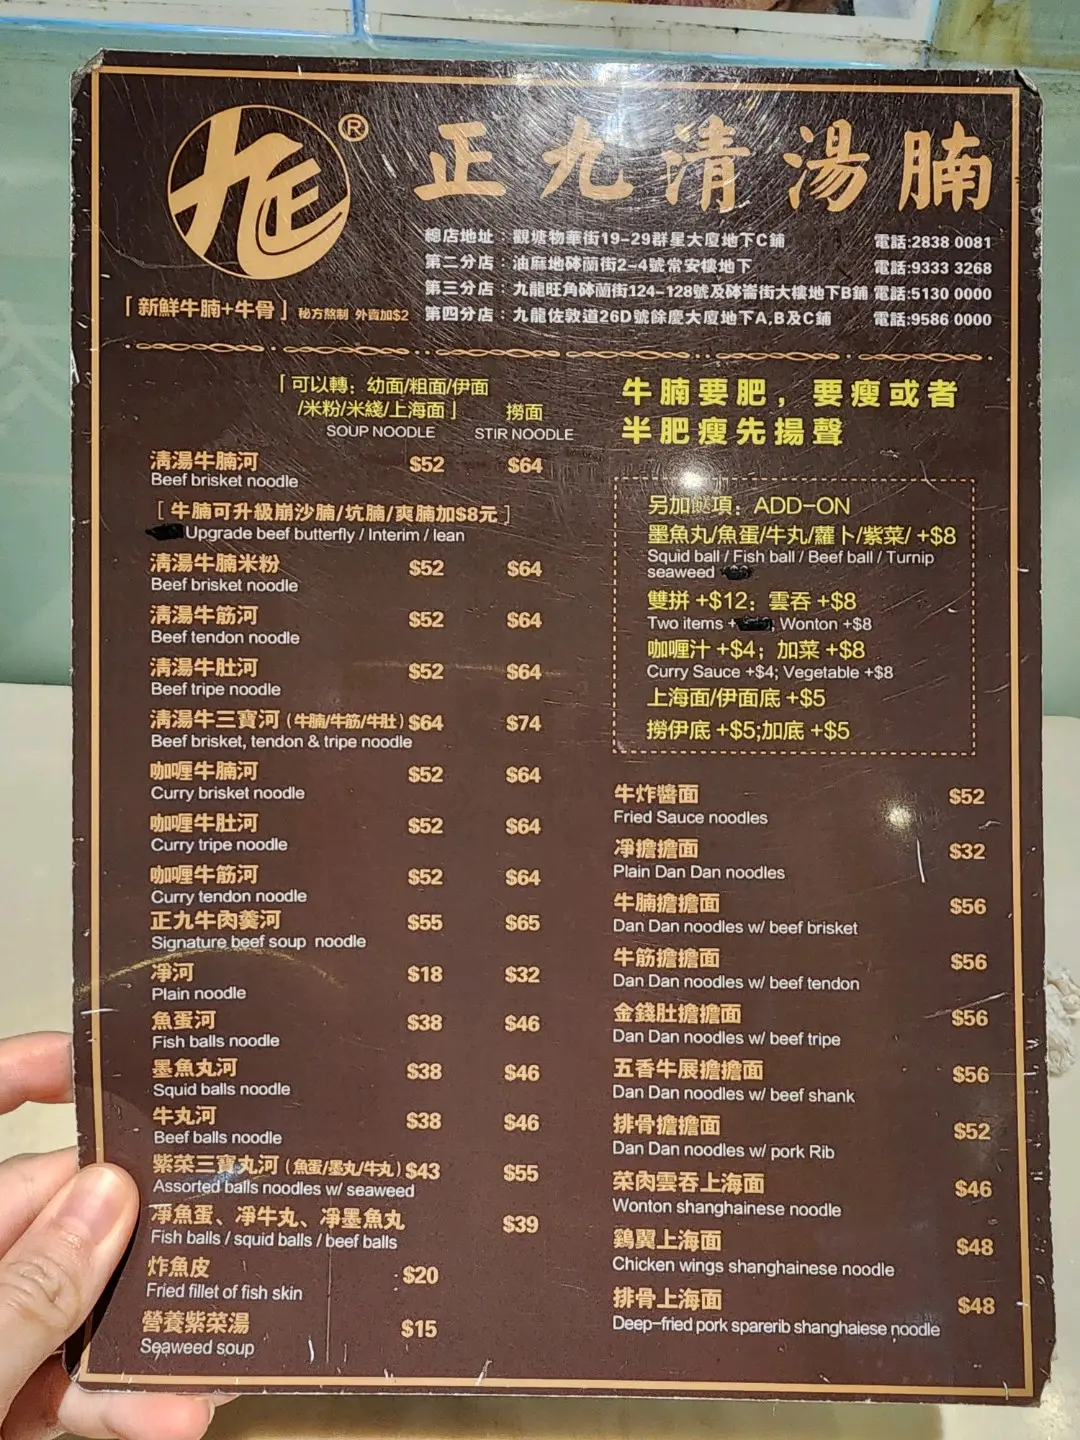 九正 ®
正九清湯腩
總店地址：觀塘物華街19-29群星大廈地下C鋪 電話:2838 0081
第二分店：油麻地砵蘭街2-4號常安樓地下 電話:9333 3268
第三分店：九龍旺角砵蘭街124-128號及砵崙街大樓地下B鋪 電話:5130 0000
第四分店：九龍佐敦道26D號餘慶大廈地下A,B及C鋪 電話:9586 0000
「新鮮牛腩+牛骨」秘方熬制 外賣加$2
「可以轉：幼面/粗面/伊面
/米粉/米綫/上海面」 撈面
SOUP NOODLE STIR NOODLE
清湯牛腩河 $52 $64
Beef brisket noodle
[ 牛腩可升級崩沙腩/坑腩/爽腩加$8元 ]
Upgrade beef butterfly / Interim / lean
清湯牛腩米粉 $52 $64
Beef brisket noodle
清湯牛筋河 $52 $64
Beef tendon noodle
清湯牛肚河 $52 $64
Beef tripe noodle
清湯牛三寶河 (牛腩/牛筋/牛肚) $64 $74
Beef brisket, tendon & tripe noodle
咖喱牛腩河 $52 $64
Curry brisket noodle
咖喱牛肚河 $52 $64
Curry tripe noodle
咖喱牛筋河 $52 $64
Curry tendon noodle
正九牛肉羹河 $55 $65
Signature beef soup noodle
淨河 $18 $32
Plain noodle
魚蛋河 $38 $46
Fish balls noodle
墨魚丸河 $38 $46
Squid balls noodle
牛丸河 $38 $46
Beef balls noodle
紫菜三寶丸河 (魚蛋/墨丸/牛丸) $43 $55
Assorted balls noodles w/ seaweed
淨魚蛋、淨牛丸、淨墨魚丸 $39
Fish balls / squid balls / beef balls
炸魚皮 $20
Fried fillet of fish skin
營養紫菜湯 $15
Seaweed soup
牛腩要肥，要瘦或者
半肥瘦先揚聲
另加餸項：ADD-ON
墨魚丸/魚蛋/牛丸/蘿卜/紫菜/ +$8
Squid ball / Fish ball / Beef ball / Turnip
seaweed
雙拼 +$12；雲吞 +$8
Two items + ; Wonton +$8
咖喱汁 +$4；加菜 +$8
Curry Sauce +$4; Vegetable +$8
上海面/伊面底 +$5
撈伊底 +$5;加底 +$5
牛炸醬面 $52
Fried Sauce noodles
淨擔擔面 $32
Plain Dan Dan noodles
牛腩擔擔面 $56
Dan Dan noodles w/ beef brisket
牛筋擔擔面 $56
Dan Dan noodles w/ beef tendon
金錢肚擔擔面 $56
Dan Dan noodles w/ beef tripe
五香牛展擔擔面 $56
Dan Dan noodles w/ beef shank
排骨擔擔面 $52
Dan Dan noodles w/ pork Rib
菜肉雲吞上海面 $46
Wonton shanghainese noodle
鷄翼上海面 $48
Chicken wings shanghainese noodle
排骨上海面 $48
Deep-fried pork sparerib shanghaiese noodle